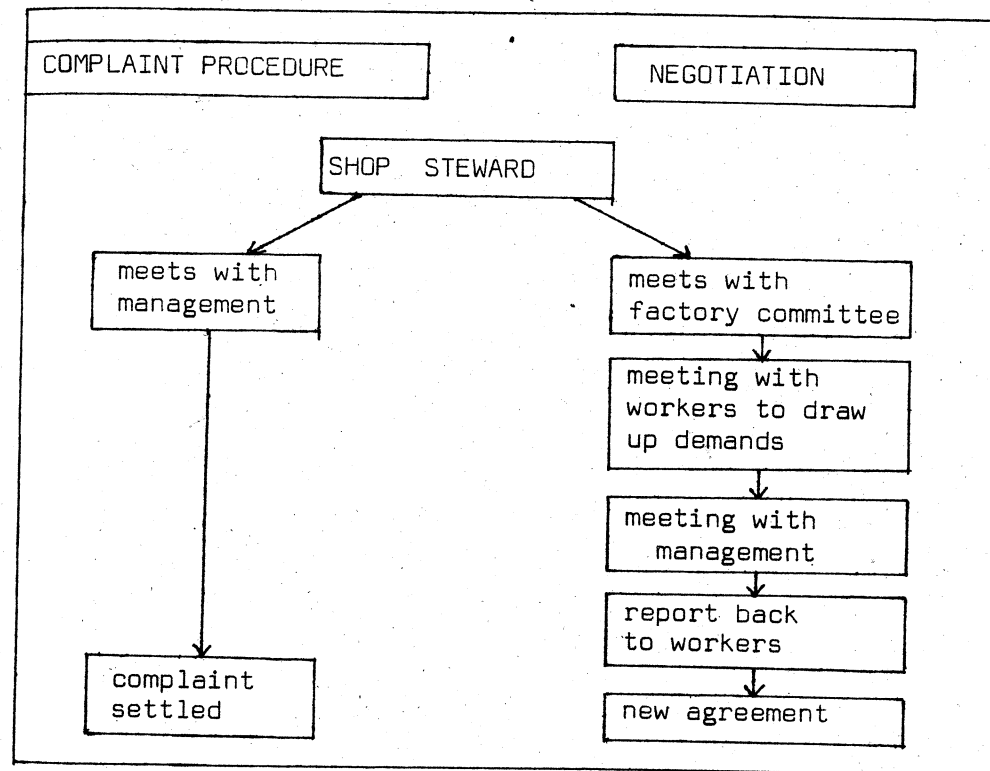 COMPLAINT PROCEDURE
NEGOTIATION
SHOP STEWARD
meets with
management
meets with
factory committee
meeting with
workers to draw
up demands
meeting with
management
report back
to workers
complaint
settled
new agreement